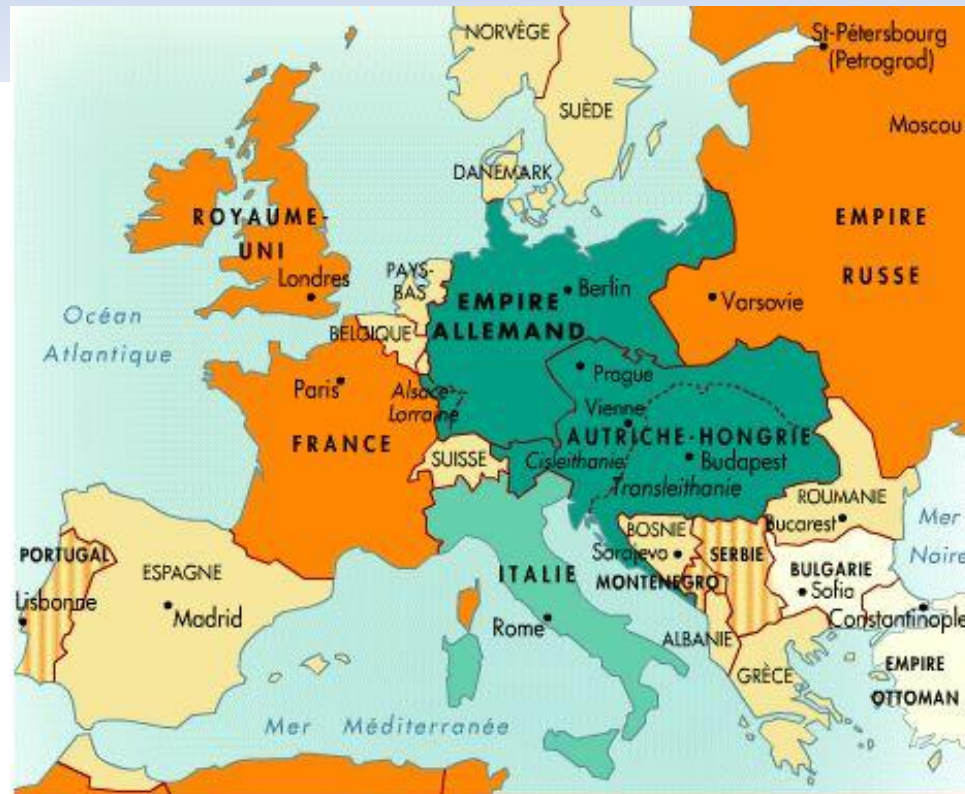 NORVÈGE
St-Pétersbourg
(Petrograd)
SUÈDE
Moscou
DANEMARK
ROYAUME-
UNI
EMPIRE
RUSSE
PAYS-
BAS
Londres
EMPIRE
ALLEMAND
Berlin
Varsovie
Océan
Atlantique
BELGIQUE
Paris
Alsace-
Lorraine
Prague
Vienne
FRANCE
AUTRICHE-HONGRIE
SUISSE
Cisleithanie
Budapest
Transleithanie
ROUMANIE
Bucarest
Mer
Noire
BOSNIE
Sarajevo
SERBIE
MONTENEGRO
BULGARIE
Sofia
PORTUGAL
Lisbonne
ESPAGNE
Madrid
ITALIE
Rome
Constantinople
ALBANIE
GRÈCE
EMPIRE
OTTOMAN
Mer Méditerranée